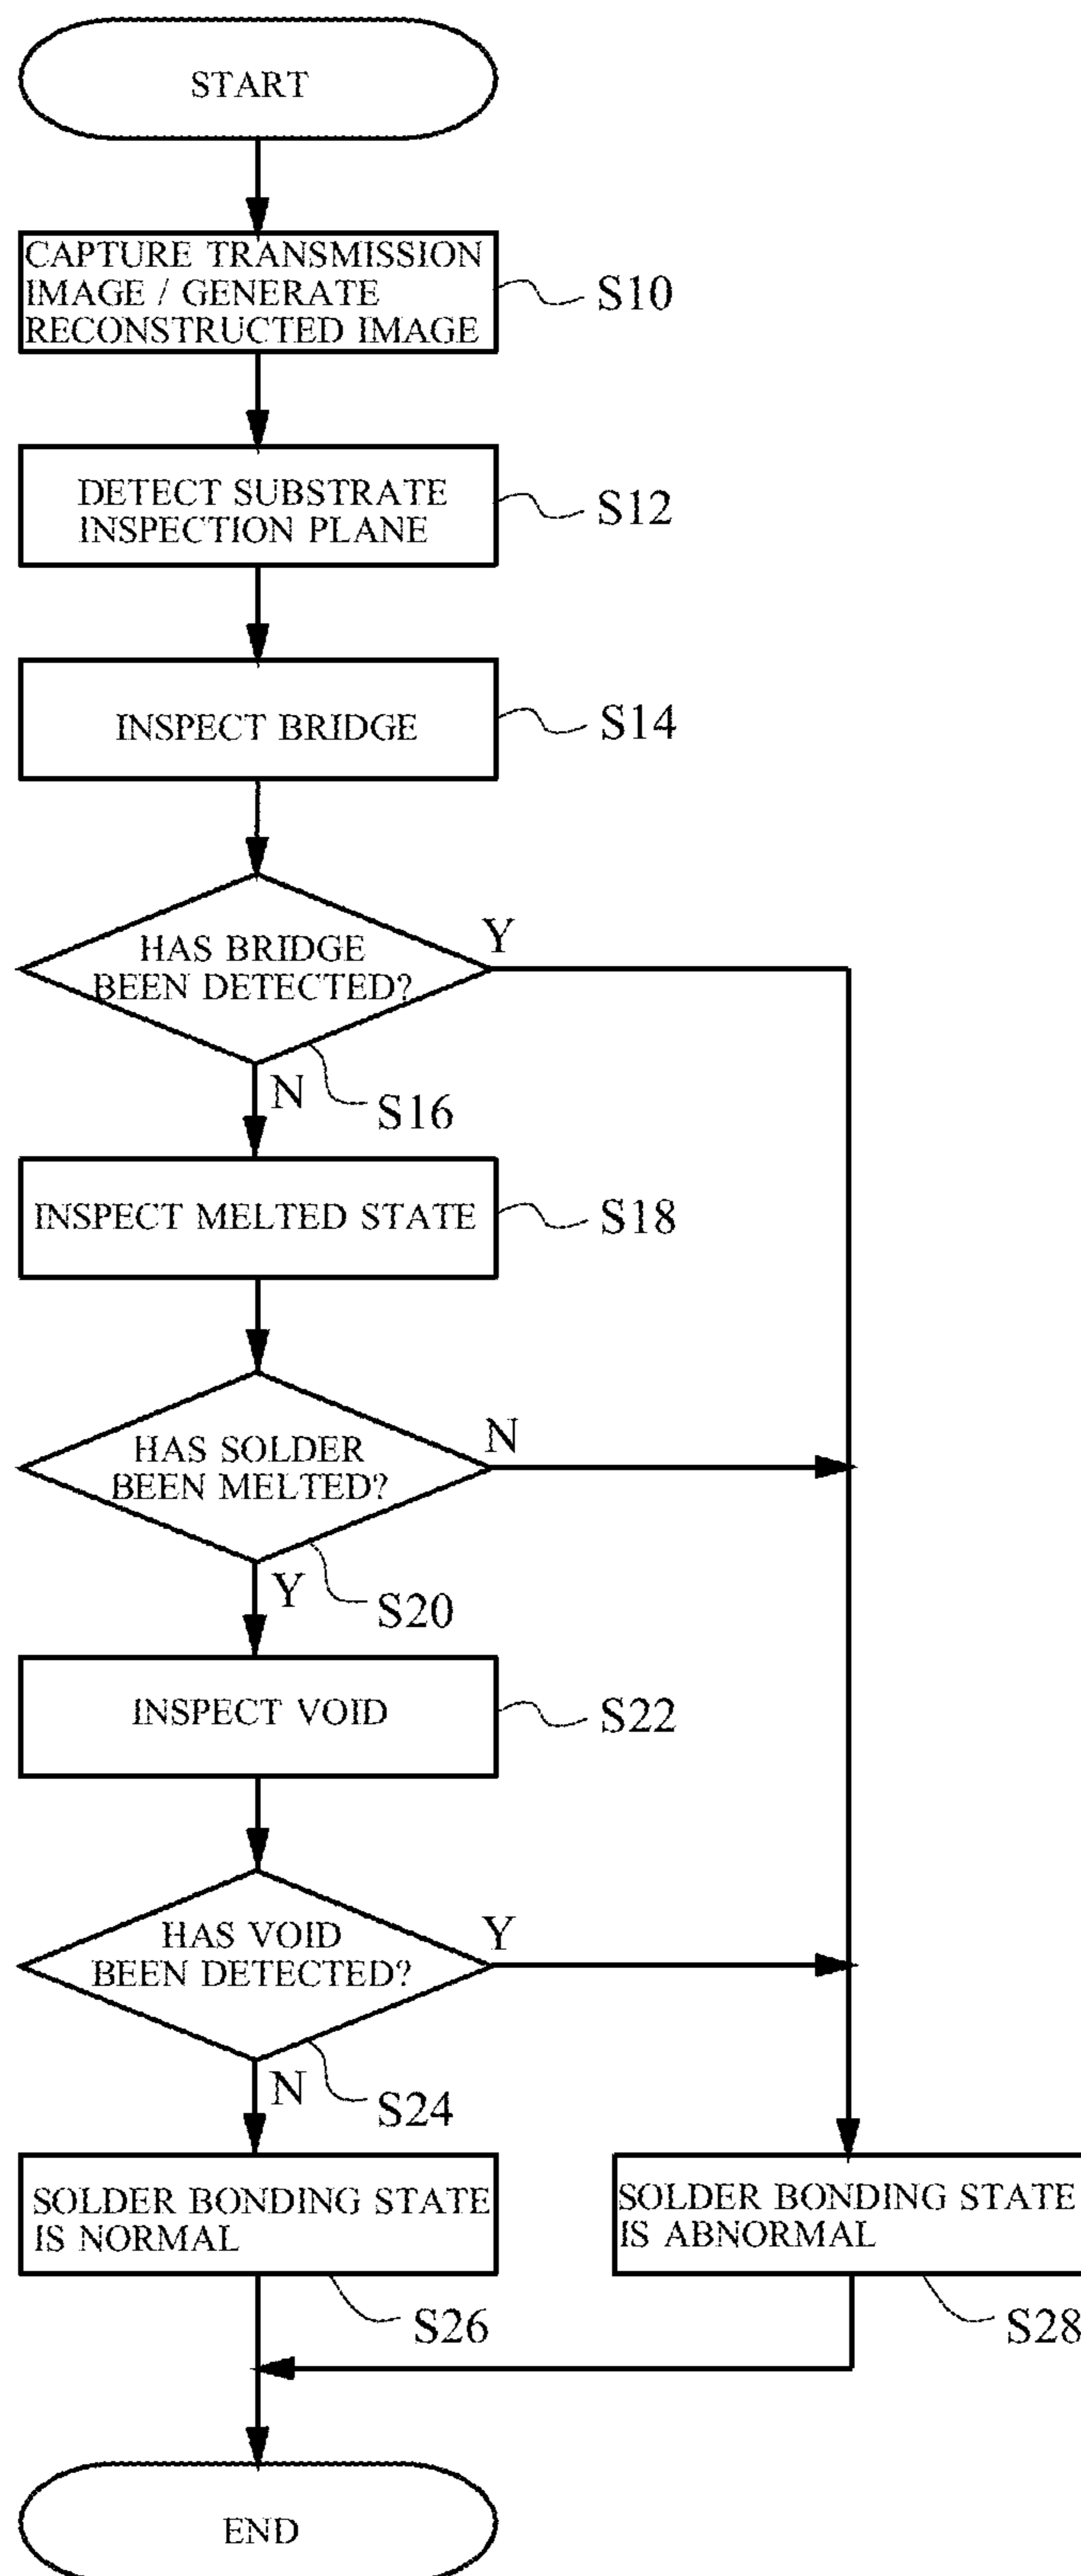 START
CAPTURE TRANSMISSION
IMAGE / GENERATE
RECONSTRUCTED IMAGE
S10
DETECT SUBSTRATE
INSPECTION PLANE
S12
INSPECT BRIDGE
S14
HAS BRIDGE
BEEN DETECTED?
Y
N
S16
INSPECT MELTED STATE
S18
HAS SOLDER
BEEN MELTED?
N
Y
S20
INSPECT VOID
S22
HAS VOID
BEEN DETECTED?
Y
N
S24
SOLDER BONDING STATE
IS NORMAL
S26
SOLDER BONDING STATE
IS ABNORMAL
S28
END